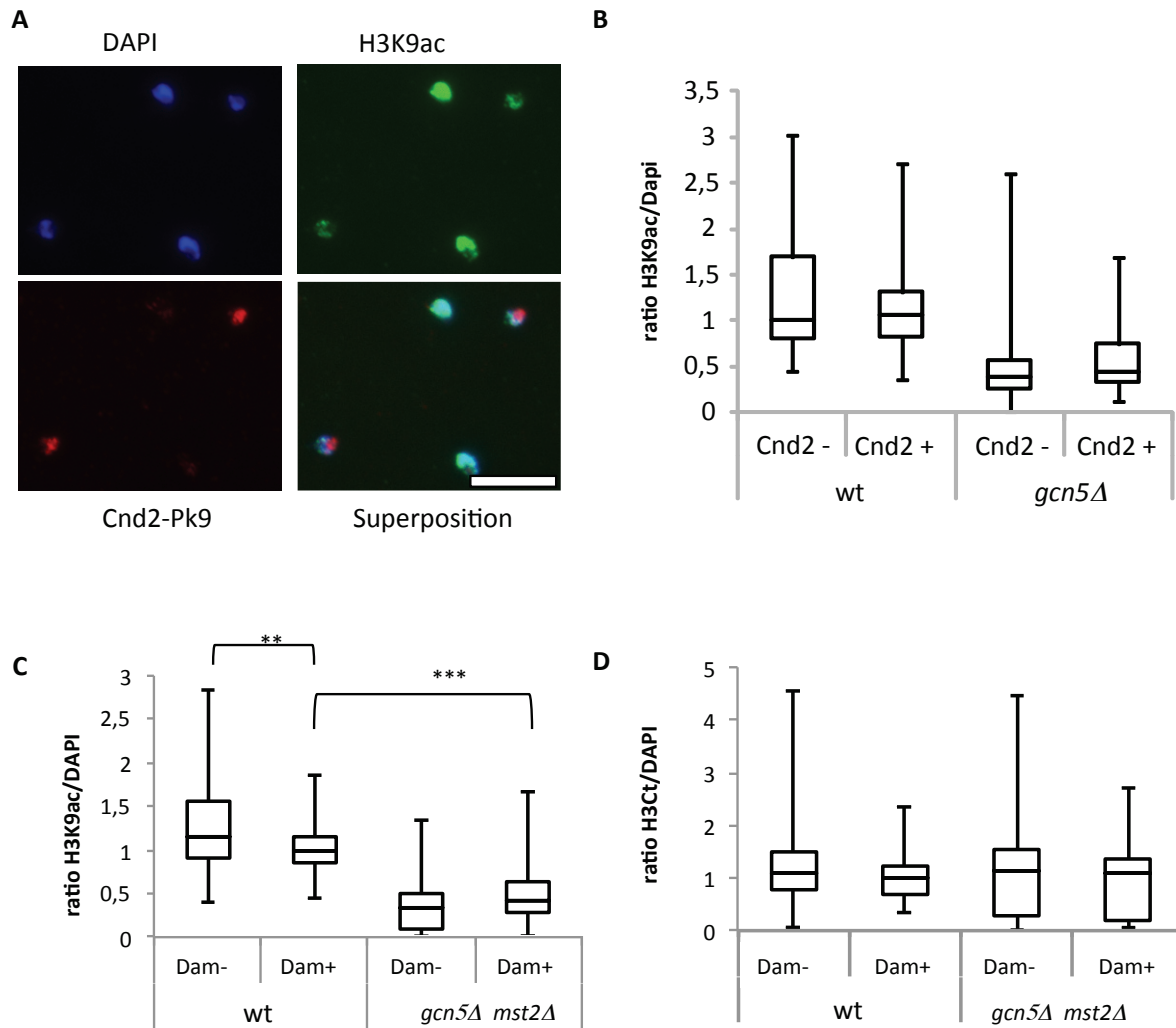 A
DAPI
H3K9ac
Cnd2-Pk9
Superposition
B
ratio H3K9ac/Dapi
3,5
3
2,5
2
1,5
1
0,5
0
Cnd2 -
Cnd2 +
Cnd2 -
Cnd2 +
wt
gcn5Δ
C
ratio H3K9ac/DAPI
**
***
3
2,5
2
1,5
1
0,5
0
Dam-
Dam+
Dam-
Dam+
wt
gcn5Δ mst2Δ
D
ratio H3Ct/DAPI
5
4
3
2
1
0
Dam-
Dam+
Dam-
Dam+
wt
gcn5Δ mst2Δ